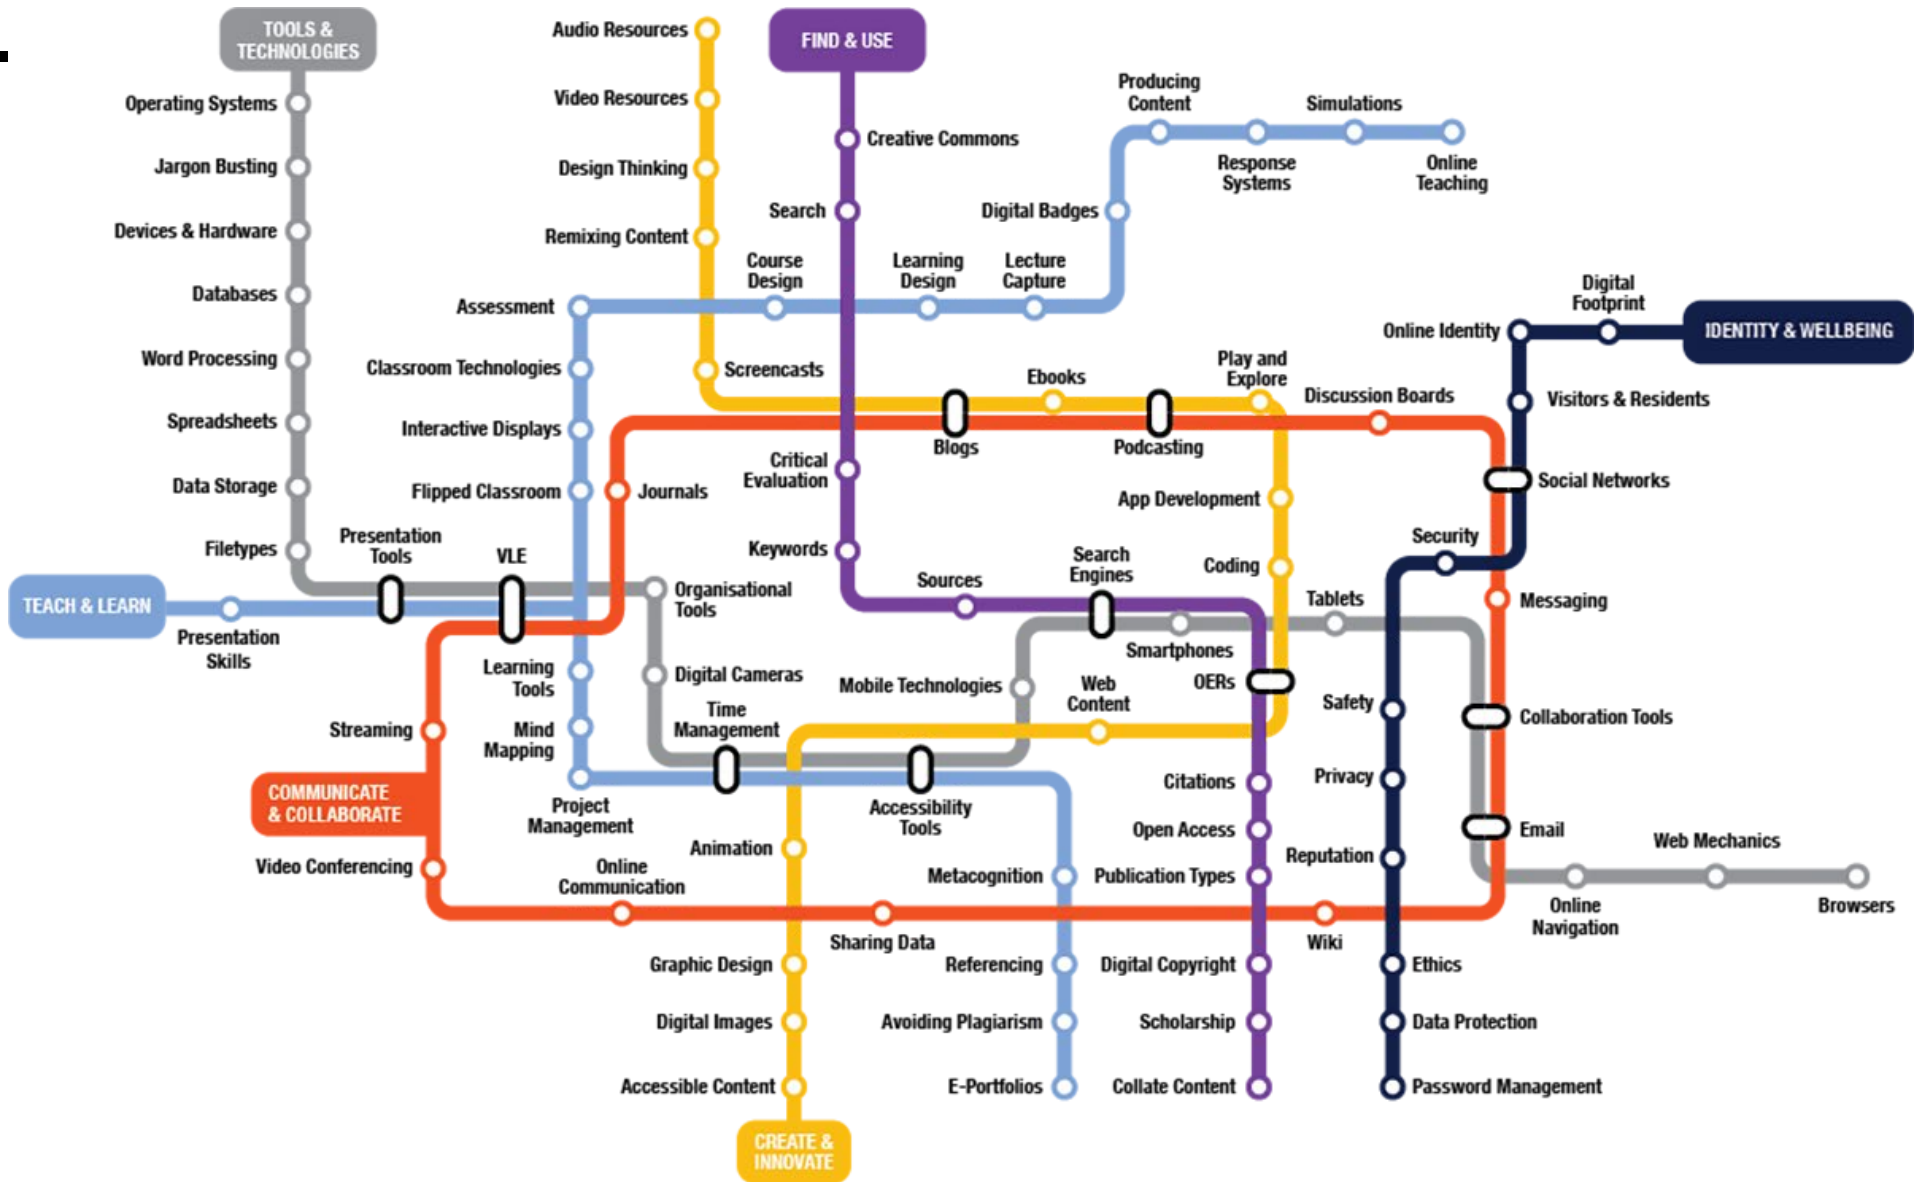 TOOLS &
TECHNOLOGIES
Operating Systems
Jargon Busting
Devices & Hardware
Databases
Word Processing
Spreadsheets
Data Storage
Filetypes
Presentation
Tools
VLE
TEACH & LEARN
Presentation
Skills
Audio Resources
Video Resources
Design Thinking
Remixing Content
Screencasts
FIND & USE
Creative Commons
Search
Course
Design
Learning
Design
Lecture
Capture
Digital Badges
Producing
Content
Response
Systems
Simulations
Online
Teaching
Assessment
Classroom Technologies
Interactive Displays
Flipped Classroom
Journals
Critical
Evaluation
Keywords
Blogs
Ebooks
Podcasting
Play and
Explore
Discussion Boards
Online Identity
Digital
Footprint
IDENTITY & WELLBEING
Visitors & Residents
Social Networks
Security
App Development
Coding
Sources
Search
Engines
Smartphones
Tablets
Messaging
Organisational
Tools
Digital Cameras
Time
Management
Mobile Technologies
Web
Content
OERs
Safety
Collaboration Tools
Learning
Tools
Mind
Mapping
Project
Management
Streaming
COMMUNICATE
& COLLABORATE
Video Conferencing
Online
Communication
Animation
Accessibility
Tools
Sharing Data
Metacognition
Citations
Open Access
Publication Types
Privacy
Reputation
Email
Web Mechanics
Online
Navigation
Browsers
Wiki
Graphic Design
Digital Images
Accessible Content
CREATE &
INNOVATE
Referencing
Avoiding Plagiarism
E-Portfolios
Digital Copyright
Scholarship
Collate Content
Ethics
Data Protection
Password Management